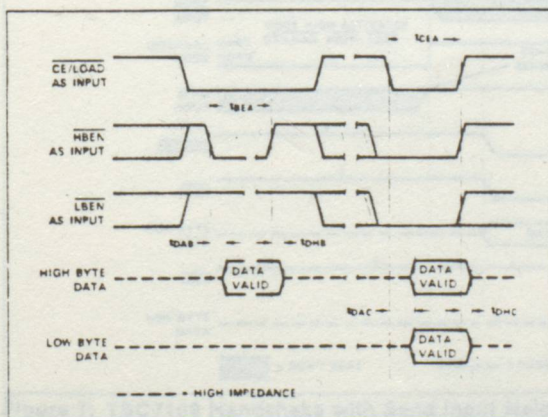 tCEA
CE/LOAD
AS INPUT
tBEA
HBEN
AS INPUT
LBEN
AS INPUT
tDAB
tDHB
HIGH BYTE
DATA
DATA
VALID
DATA
VALID
tDAC
tDHC
LOW BYTE
DATA
DATA
VALID
HIGH IMPEDANCE